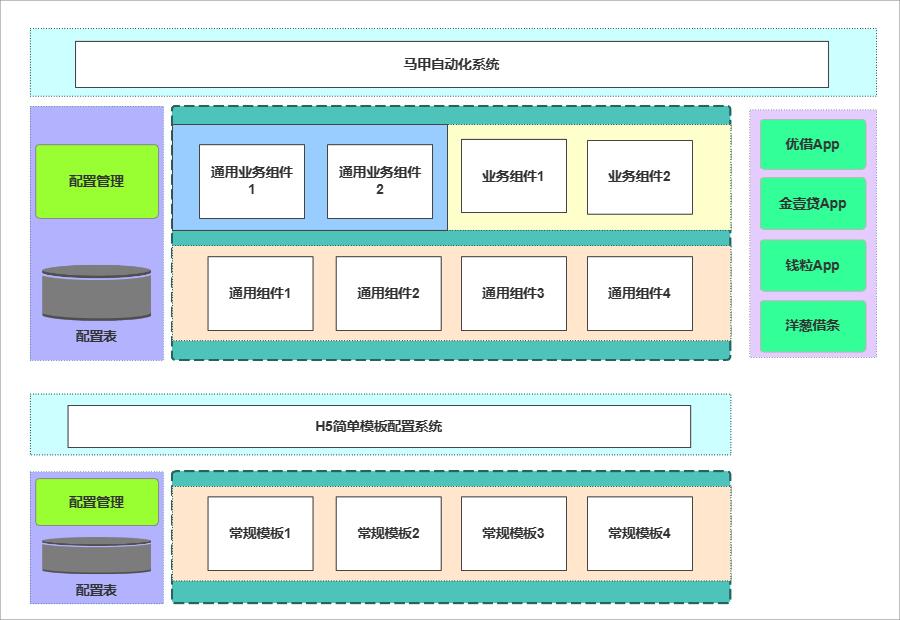 马甲自动化系统
配置管理
配置表
通用业务组件
1
通用业务组件
2
业务组件1
业务组件2
通用组件1
通用组件2
通用组件3
通用组件4
优借App
金壹贷App
钱粒App
洋葱借条
H5简单模板配置系统
配置管理
配置表
常规模板1
常规模板2
常规模板3
常规模板4